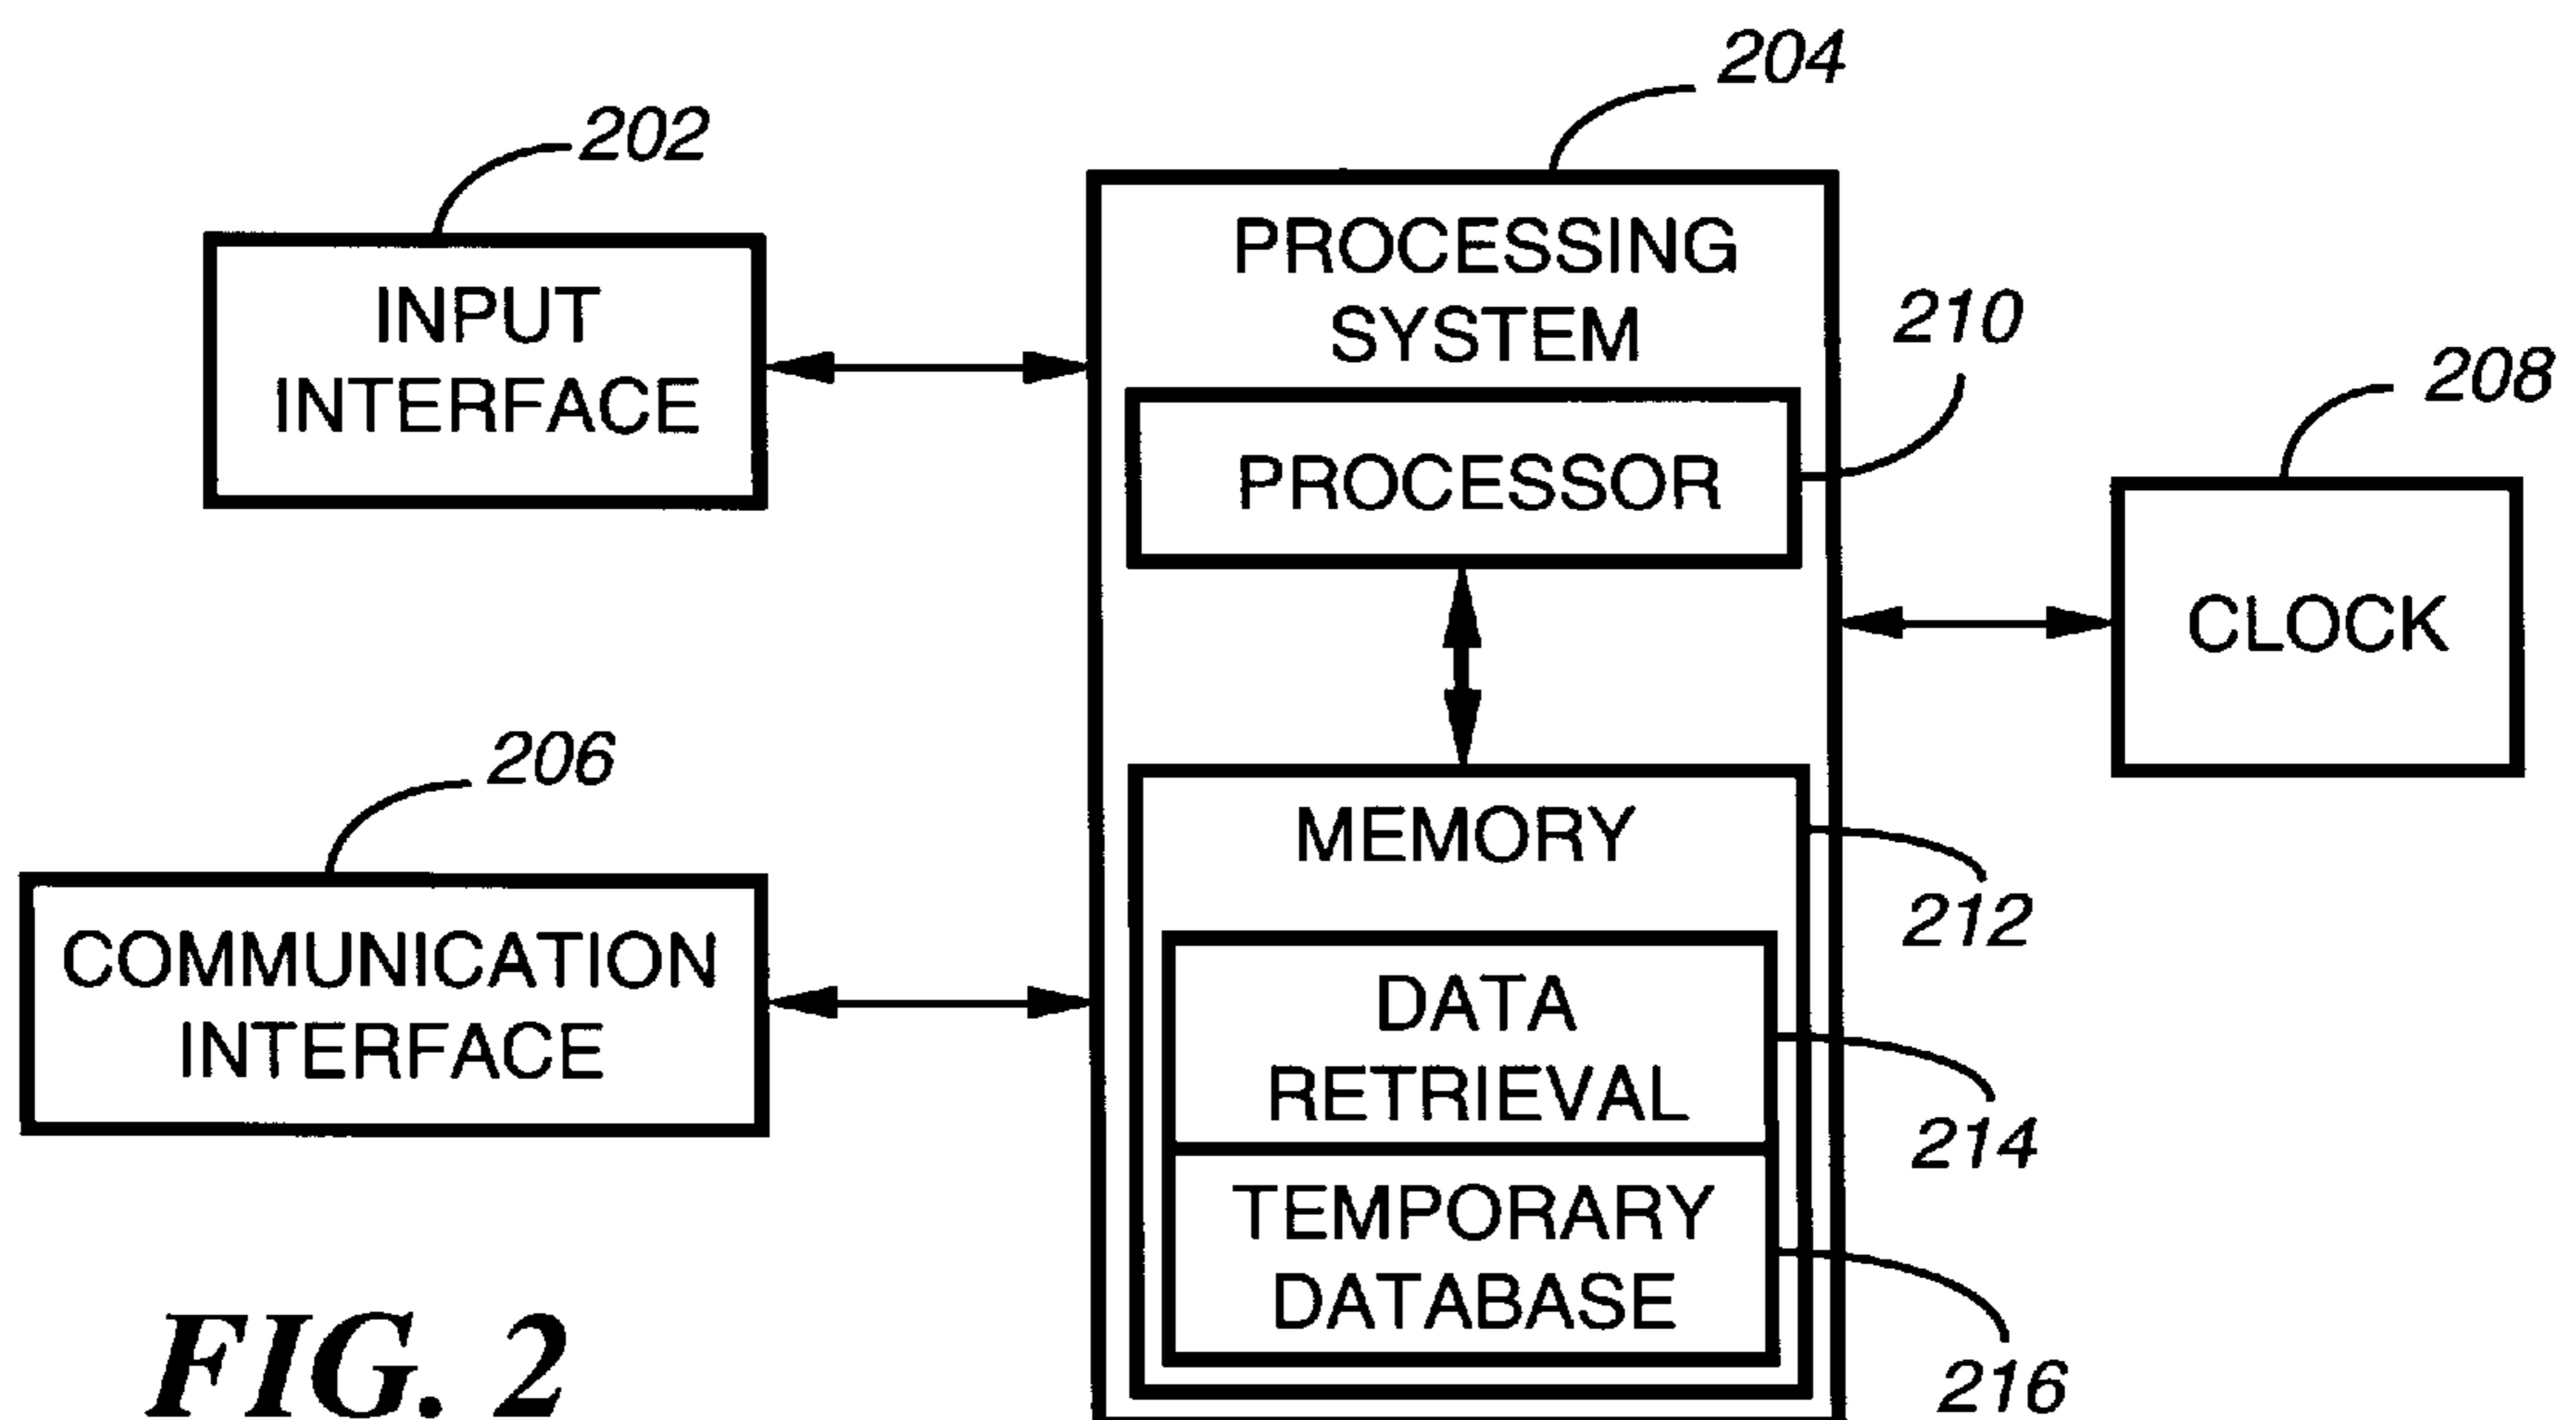 204
202
PROCESSING
SYSTEM
INPUT
INTERFACE
210
PROCESSOR
208
CLOCK
206
MEMORY
212
COMMUNICATION
INTERFACE
DATA
RETRIEVAL
214
TEMPORARY
DATABASE
216
FIG. 2